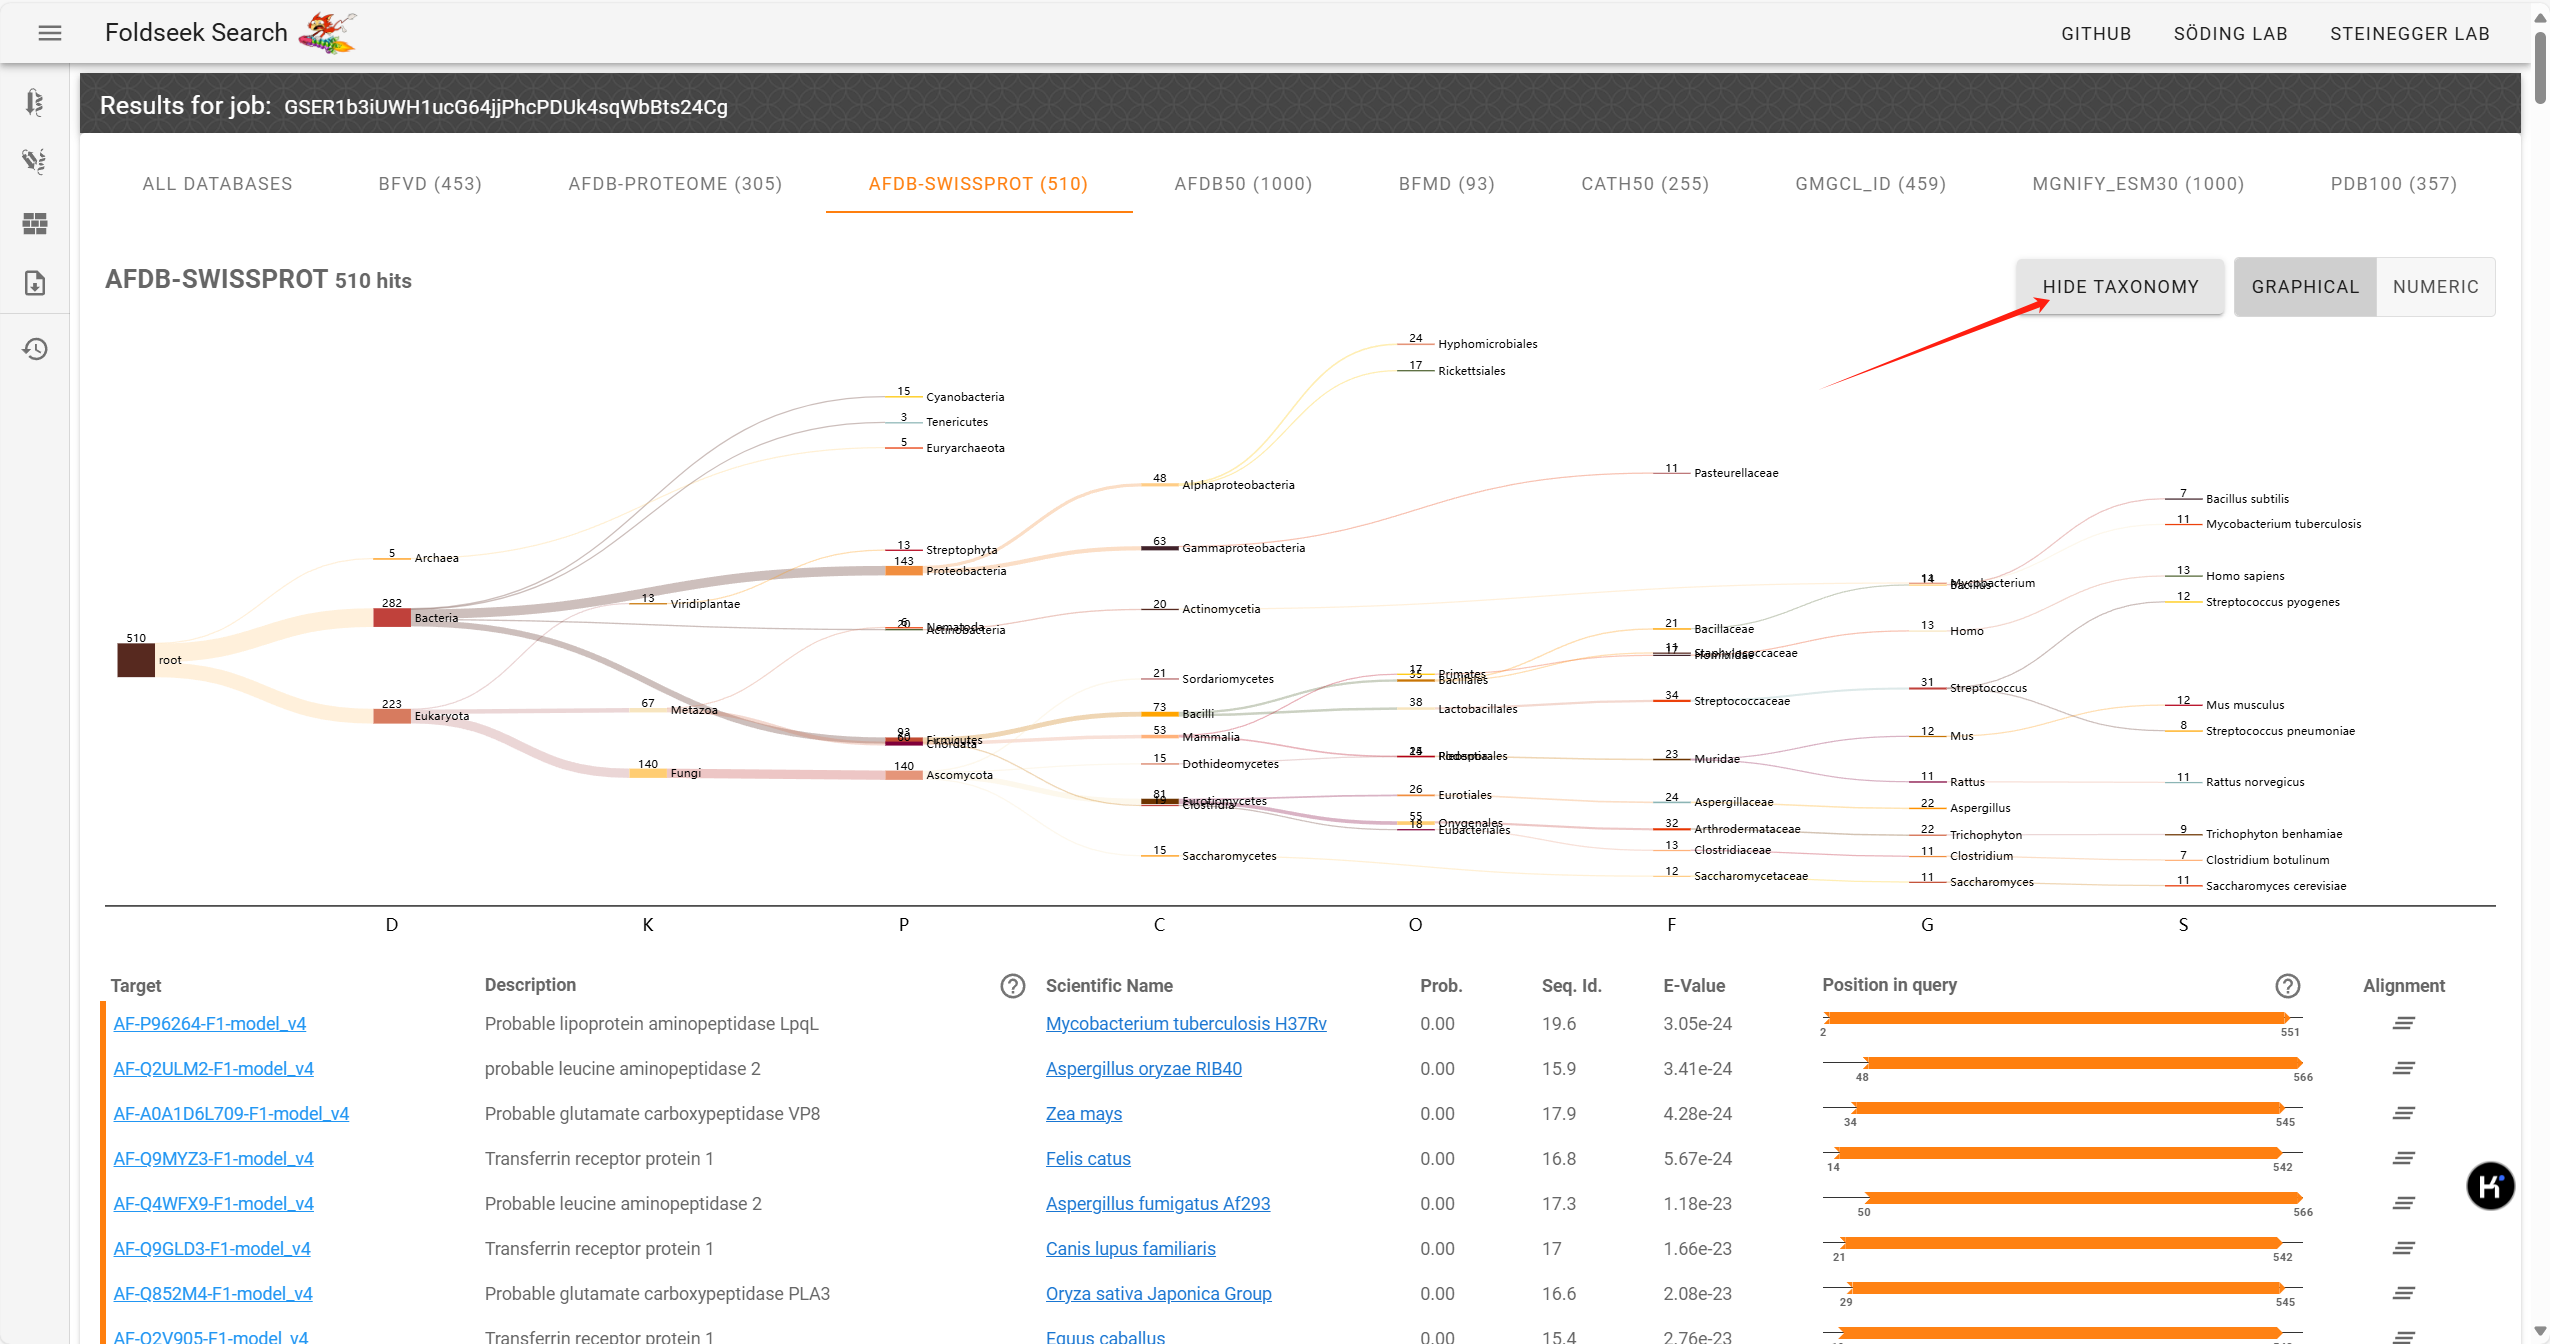 Foldseek Search
GITHUB SÖDING LAB STEINEGGER LAB
Results for job: GSER1b3iUWH1ucG64jjPhcPDUk4sqWbBts24Cg
ALL DATABASES BFVD (453) AFDB-PROTEOME (305) AFDB-SWISSPROT (510) AFDB50 (1000) BFMD (93) CATH50 (255) GMGCL_ID (459) MGNIFY_ESM30 (1000) PDB100 (357)
AFDB-SWISSPROT 510 hits
HIDE TAXONOMY GRAPHICAL NUMERIC
510 root
5 Archaea
282 Bacteria
223 Eukaryota
13 Viridiplantae
67 Metazoa
140 Fungi
15 Cyanobacteria
3 Tenericutes
5 Euryarchaeota
13 Streptophyta
143 Proteobacteria
6 Nematoda
20 Actinobacteria
93 Firmicutes
60 Chordata
140 Ascomycota
48 Alphaproteobacteria
63 Gammaproteobacteria
20 Actinomycetia
21 Sordariomycetes
73 Bacilli
53 Mammalia
15 Dothideomycetes
81 Eurotiomycetes
19 Clostridia
15 Saccharomycetes
24 Hyphomicrobiales
17 Rickettsiales
17 Primates
35 Bacillales
38 Lactobacillales
Rodentia
26 Eurotiales
55 Onygenales
18 Eubacteriales
11 Pasteurellaceae
21 Bacillaceae
11 Staphylococcaceae
17 Hominidae
34 Streptococcaceae
23 Muridae
24 Aspergillaceae
32 Arthrodermataceae
13 Clostridiaceae
12 Saccharomycetaceae
11 Mycobacterium
14 Bacillus
13 Homo
31 Streptococcus
12 Mus
11 Rattus
22 Aspergillus
22 Trichophyton
11 Clostridium
11 Saccharomyces
7 Bacillus subtilis
11 Mycobacterium tuberculosis
13 Homo sapiens
12 Streptococcus pyogenes
12 Mus musculus
8 Streptococcus pneumoniae
11 Rattus norvegicus
9 Trichophyton benhamiae
7 Clostridium botulinum
11 Saccharomyces cerevisiae
D K P C O F G S
Target Description Scientific Name Prob. Seq. Id. E-Value Position in query Alignment
AF-P96264-F1-model_v4 Probable lipoprotein aminopeptidase LpqL Mycobacterium tuberculosis H37Rv 0.00 19.6 3.05e-24 2 551
AF-Q2ULM2-F1-model_v4 probable leucine aminopeptidase 2 Aspergillus oryzae RIB40 0.00 15.9 3.41e-24 48 566
AF-A0A1D6L709-F1-model_v4 Probable glutamate carboxypeptidase VP8 Zea mays 0.00 17.9 4.28e-24 34 545
AF-Q9MYZ3-F1-model_v4 Transferrin receptor protein 1 Felis catus 0.00 16.8 5.67e-24 14 542
AF-Q4WFX9-F1-model_v4 Probable leucine aminopeptidase 2 Aspergillus fumigatus Af293 0.00 17.3 1.18e-23 50 566
AF-Q9GLD3-F1-model_v4 Transferrin receptor protein 1 Canis lupus familiaris 0.00 17 1.66e-23 21 542
AF-Q852M4-F1-model_v4 Probable glutamate carboxypeptidase PLA3 Oryza sativa Japonica Group 0.00 16.6 2.08e-23 29 545
AF-Q2V905-F1-model_v4 Transferrin receptor protein 1 Equus caballus 0.00 15.4 2.76e-23